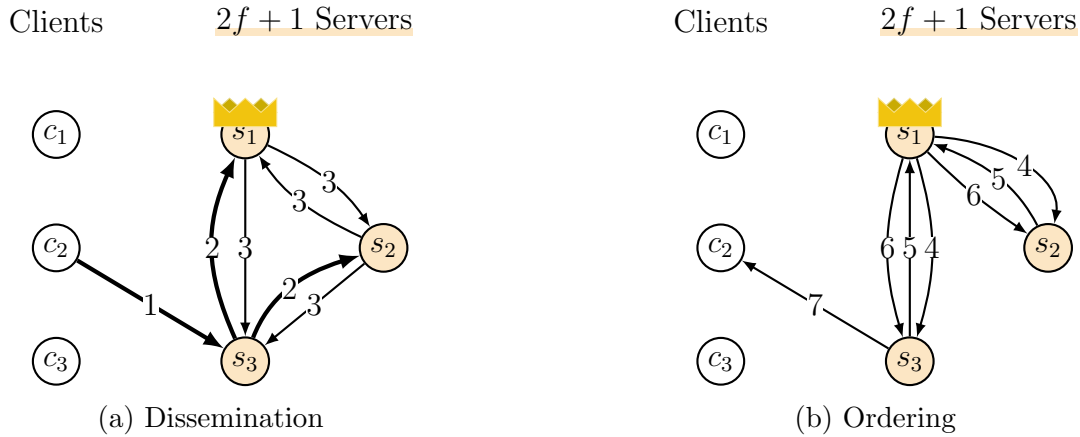 Clients 2f + 1 Servers
c1
s1
3
3
c2
2
3
s2
2
1
3
c3
s3
(a) Dissemination
Clients 2f + 1 Servers
c1
s1
4
5
6
c2
6 5 4
s2
7
c3
s3
(b) Ordering